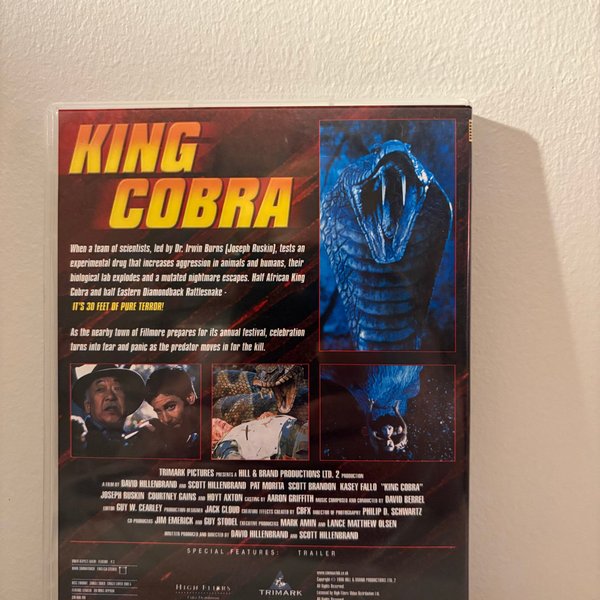 KING
COBRA
When a team of scientists, led by Dr. Irwin Burns (Joseph Ruskin), tests an
experimental drug that increases aggression in animals and humans, their
biological lab explodes and a mutated nightmare escapes. Half African King
Cobra and half Eastern Diamondback Rattlesnake -
IT'S 30 FEET OF PURE TERROR!
As the nearby town of Fillmore prepares for its annual festival, celebration
turns into fear and panic as the predator moves in for the kill.
TRIMARK PICTURES PRESENTS A HILL & BRAND PRODUCTIONS LTD. 2 PRODUCTION
A FILM BY DAVID HILLENBRAND AND SCOTT HILLENBRAND PAT MORITA SCOTT BRANDON KASEY FALLO "KING COBRA"
JOSEPH RUSKIN COURTNEY GAINS AND HOYT AXTON CASTING BY AARON GRIFFITH MUSIC COMPOSED AND CONDUCTED BY DAVID BERREL
EDITOR GUY W. CEARLEY PRODUCTION DESIGNER JACK CLOUD CREATIVE EFFECTS CREATED BY CBFX DIRECTOR OF PHOTOGRAPHY PHILIP D. SCHWARTZ
CO-PRODUCERS JIM EMERICK AND GUY STODEL EXECUTIVE PRODUCERS MARK AMIN AND LANCE MATTHEW OLSEN
WRITTEN PRODUCED AND DIRECTED BY DAVID HILLENBRAND AND SCOTT HILLENBRAND
SPECIAL FEATURES: TRAILER
HIGH FLIERS
TRIMARK